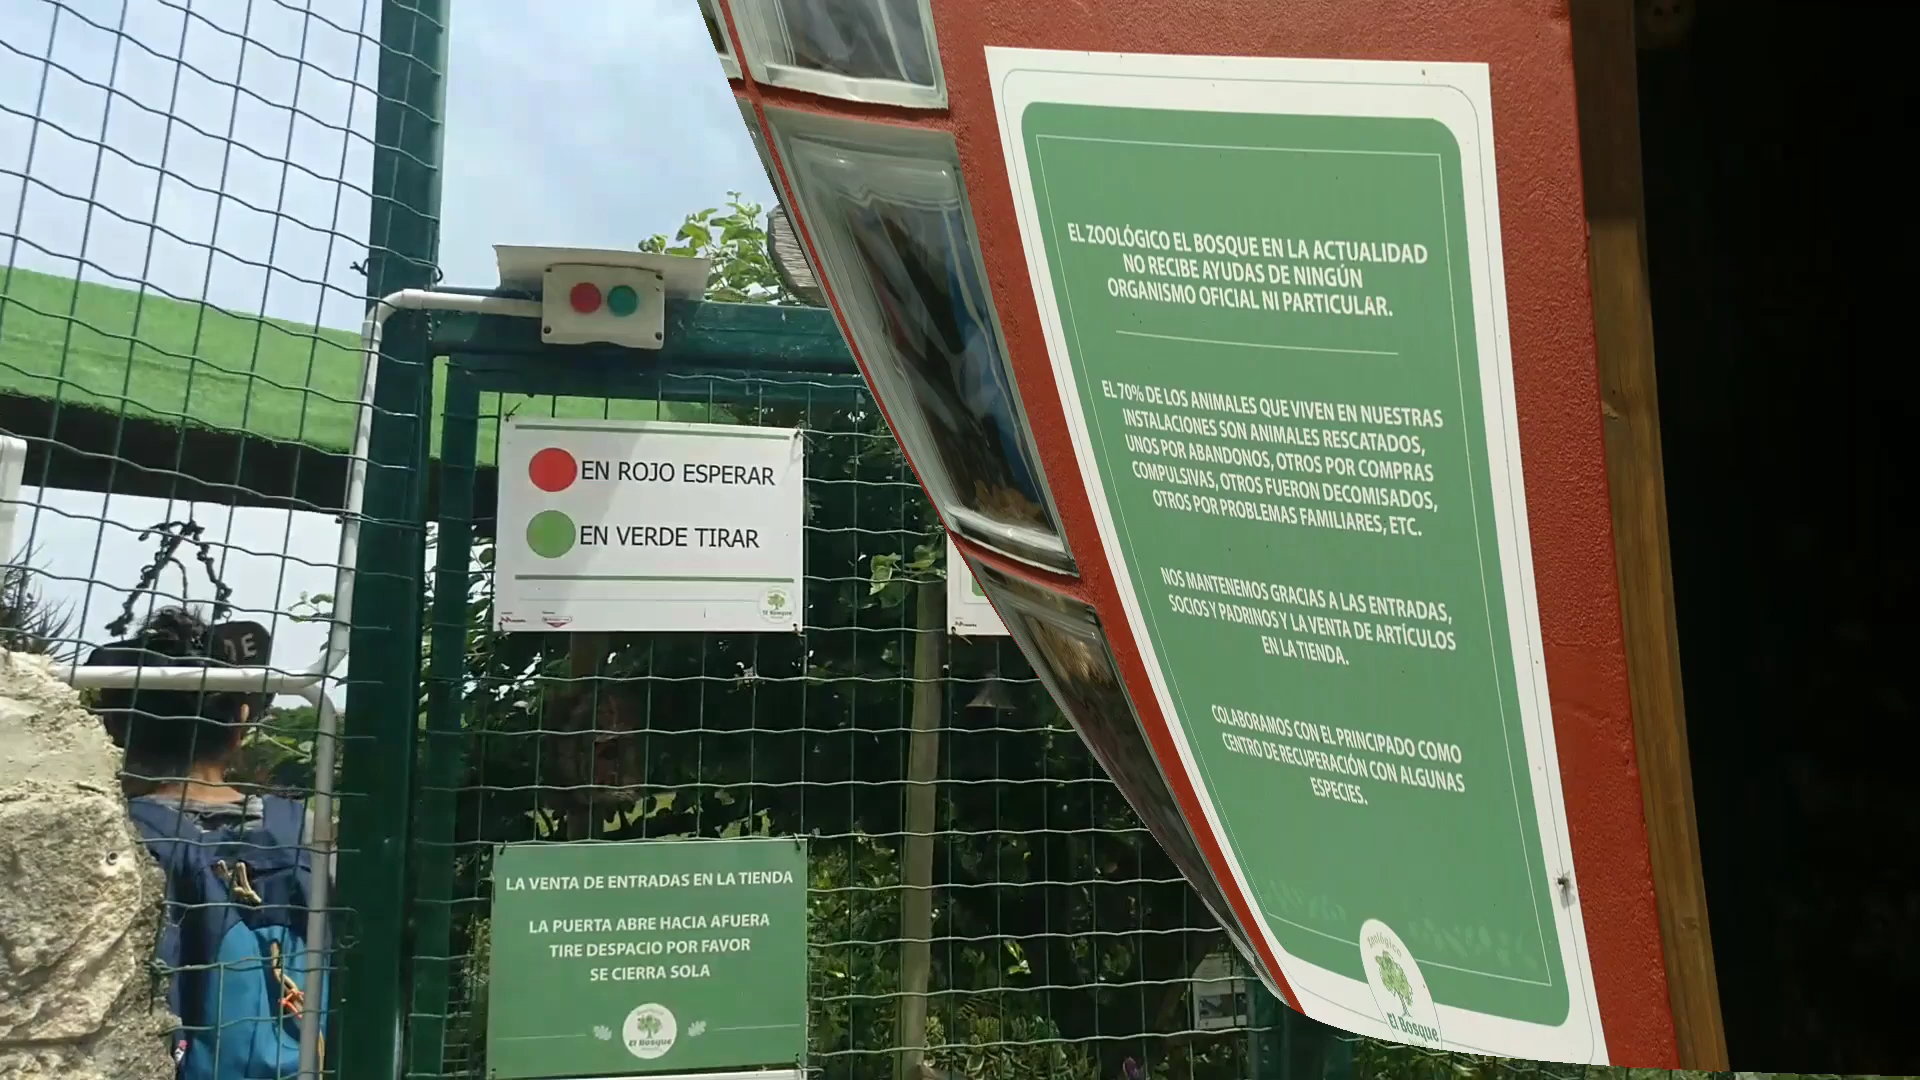 EN ROJO ESPERAR
EN VERDE TIRAR
El Bosque
LA VENTA DE ENTRADAS EN LA TIENDA
LA PUERTA ABRE HACIA AFUERA
TIRE DESPACIO POR FAVOR
SE CIERRA SOLA
El Bosque
DE
EL ZOOLÓGICO EL BOSQUE EN LA ACTUALIDAD
NO RECIBE AYUDAS DE NINGÚN
ORGANISMO OFICIAL NI PARTICULAR.
EL 70% DE LOS ANIMALES QUE VIVEN EN NUESTRAS
INSTALACIONES SON ANIMALES RESCATADOS,
UNOS POR ABANDONOS, OTROS POR COMPRAS
COMPULSIVAS, OTROS FUERON DECOMISADOS,
OTROS POR PROBLEMAS FAMILIARES, ETC.
NOS MANTENEMOS GRACIAS A LAS ENTRADAS,
SOCIOS Y PADRINOS Y LA VENTA DE ARTÍCULOS
EN LA TIENDA.
COLABORAMOS CON EL PRINCIPADO COMO
CENTRO DE RECUPERACIÓN CON ALGUNAS
ESPECIES.
Zoológico
El Bosque